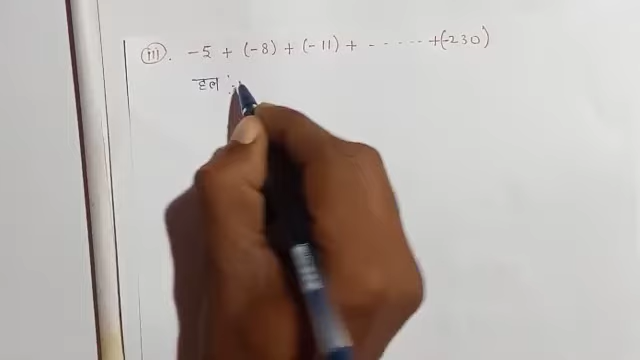 (iii). -5 + (-8) + (-11) + ...... + (-230)
हल :